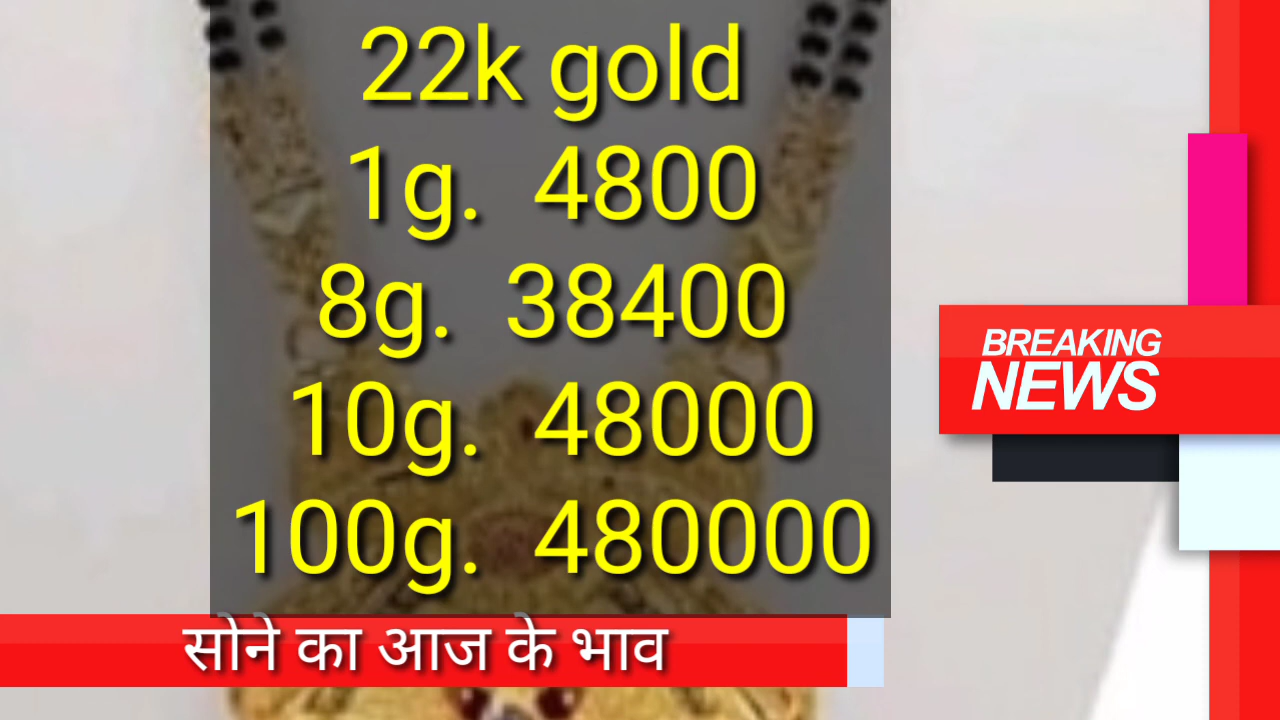 22k gold
1g. 4800
8g. 38400
10g. 48000
100g. 480000
BREAKING
NEWS
सोने का आज के भाव